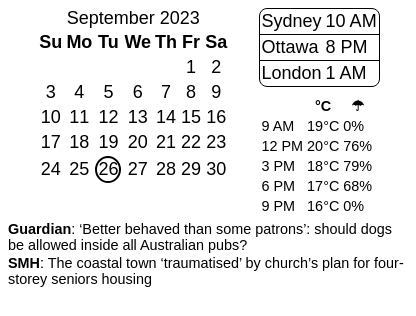 September 2023
Su Mo Tu We Th Fr Sa
1 2
3 4 5 6 7 8 9
10 11 12 13 14 15 16
17 18 19 20 21 22 23
24 25 26 27 28 29 30
Sydney 10 AM
Ottawa 8 PM
London 1 AM
°C ☂
9 AM 19°C 0%
12 PM 20°C 76%
3 PM 18°C 79%
6 PM 17°C 68%
9 PM 16°C 0%
Guardian: ‘Better behaved than some patrons’: should dogs
be allowed inside all Australian pubs?
SMH: The coastal town ‘traumatised’ by church’s plan for four-
storey seniors housing